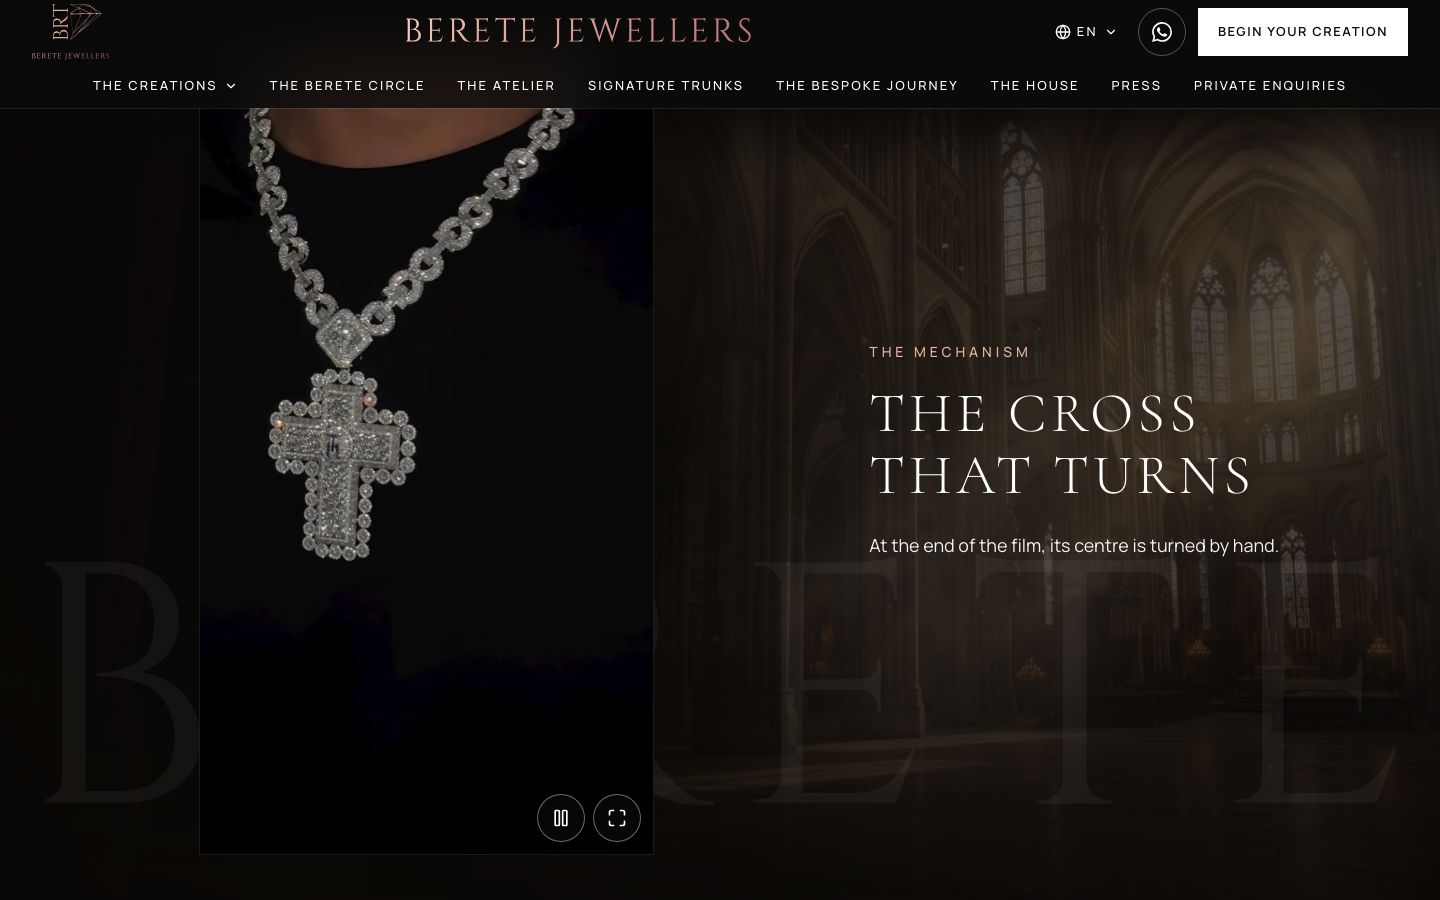 BRT
BERETE JEWELLERS
BERETE JEWELLERS
EN
BEGIN YOUR CREATION
THE CREATIONS
THE BERETE CIRCLE
THE ATELIER
SIGNATURE TRUNKS
THE BESPOKE JOURNEY
THE HOUSE
PRESS
PRIVATE ENQUIRIES
THE MECHANISM
THE CROSS
THAT TURNS
At the end of the film, its centre is turned by hand.
BERETE